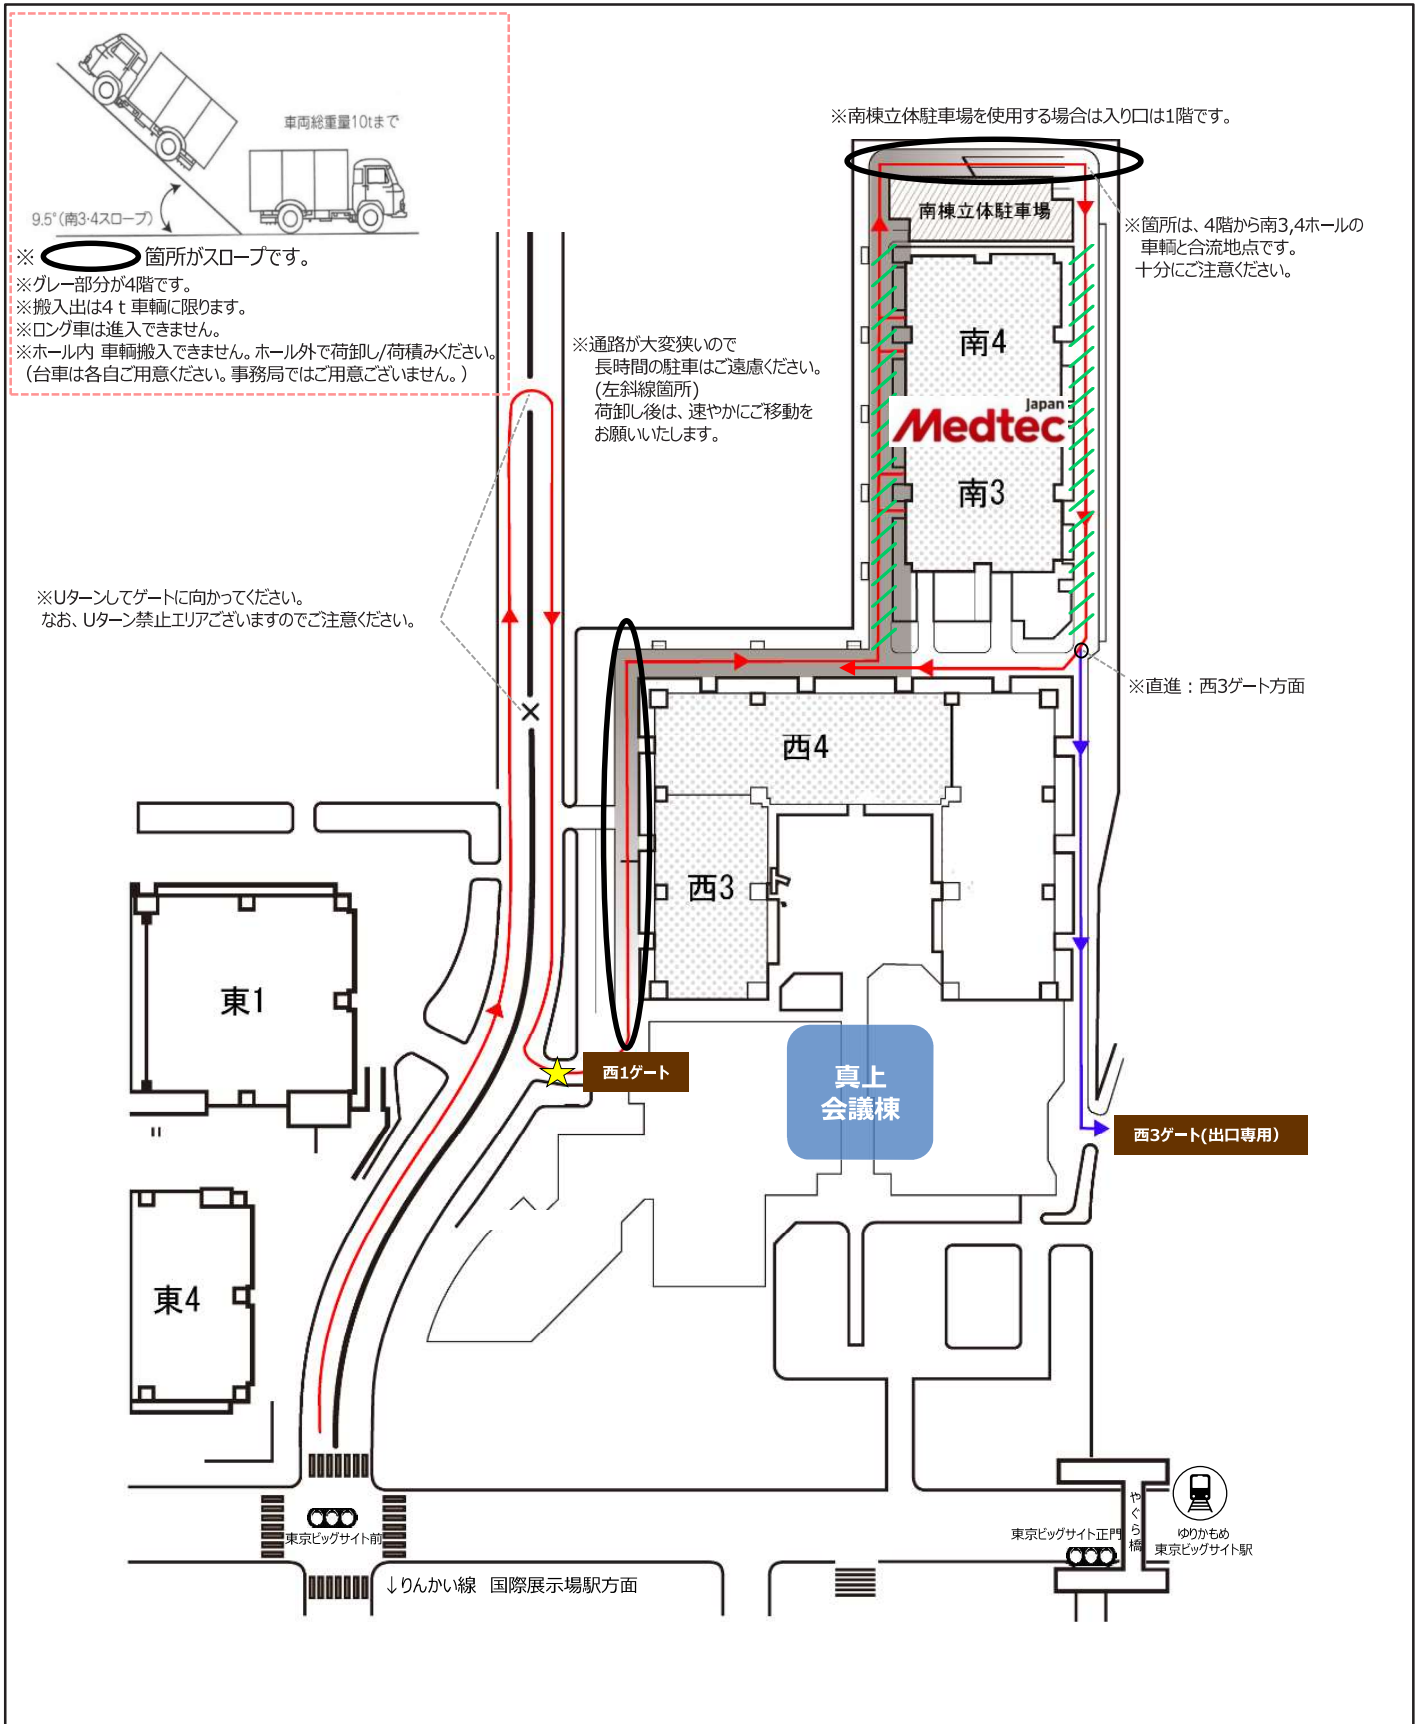 車両総重量10tまで
9.5°(南3・4スロープ)
※ 箇所がスロープです。
※グレー部分が4階です。
※搬入出は4ｔ車輌に限ります。
※ロング車は進入できません。
※ホール内 車輌搬入できません。ホール外で荷卸し/荷積みください。
(台車は各自ご用意ください。事務局ではご用意ございません。)
※南棟立体駐車場を使用する場合は入り口は1階です。
南棟立体駐車場
※箇所は、4階から南3,4ホールの
車輌と合流地点です。
十分にご注意ください。
※通路が大変狭いので
長時間の駐車はご遠慮ください。
(左斜線箇所)
荷卸し後は、速やかにご移動を
お願いいたします。
南4
Japan
Medtec
南3
※Uターンしてゲートに向かってください。
なお、Uターン禁止エリアございますのでご注意ください。
※直進：西3ゲート方面
西4
西3
東1
西1ゲート
真上
会議棟
西3ゲート(出口専用)
東4
東京ビッグサイト前
↓りんかい線 国際展示場駅方面
東京ビッグサイト正門
やぐら橋
ゆりかもめ
東京ビッグサイト駅